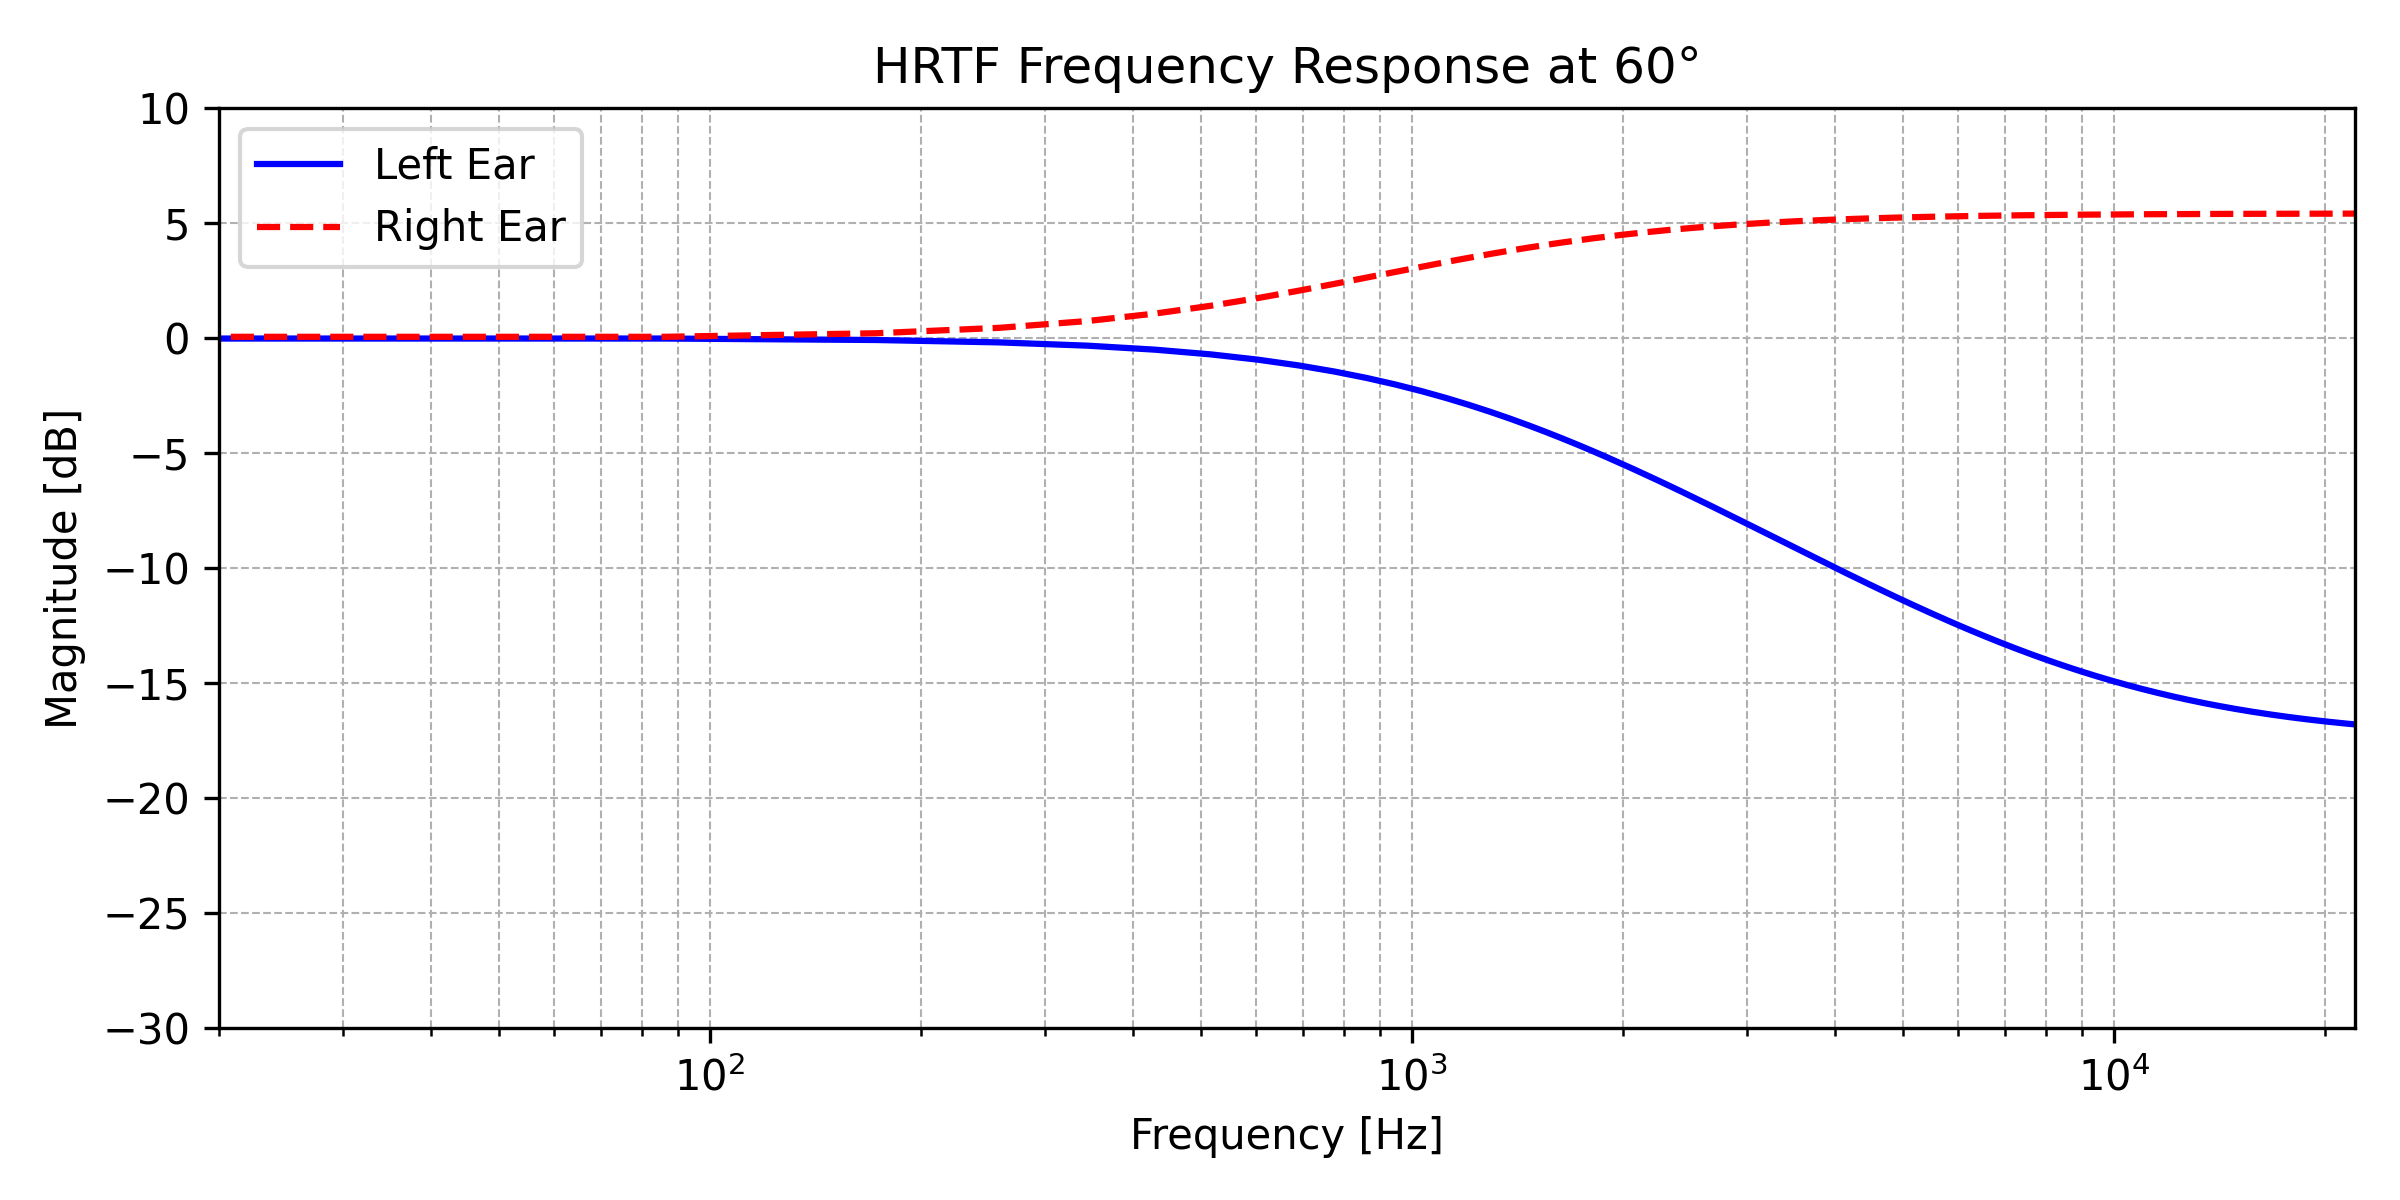 HRTF Frequency Response at 60°
Left Ear
Right Ear
10
5
0
−5
−10
−15
−20
−25
−30
Magnitude [dB]
10² 10³ 10⁴
Frequency [Hz]